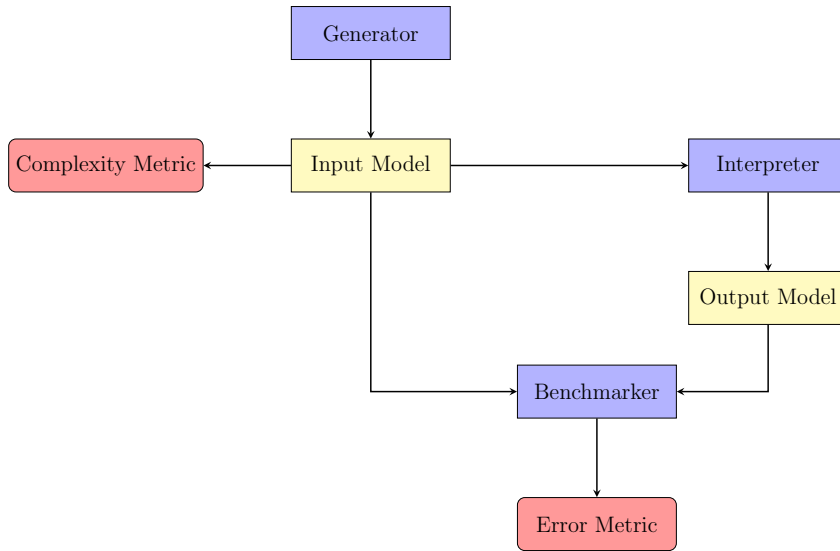 Generator
Complexity Metric
Input Model
Interpreter
Output Model
Benchmarker
Error Metric